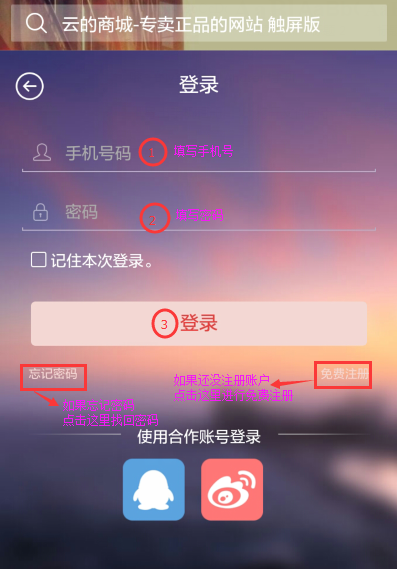 云的商城-专卖正品的网站 触屏版
登录
手机号码 1 填写手机号
密码 2 填写密码
记住本次登录。
3 登录
忘记密码
免费注册
如果还没注册账户
点击这里进行免费注册
如果忘记密码
点击这里找回密码
使用合作账号登录